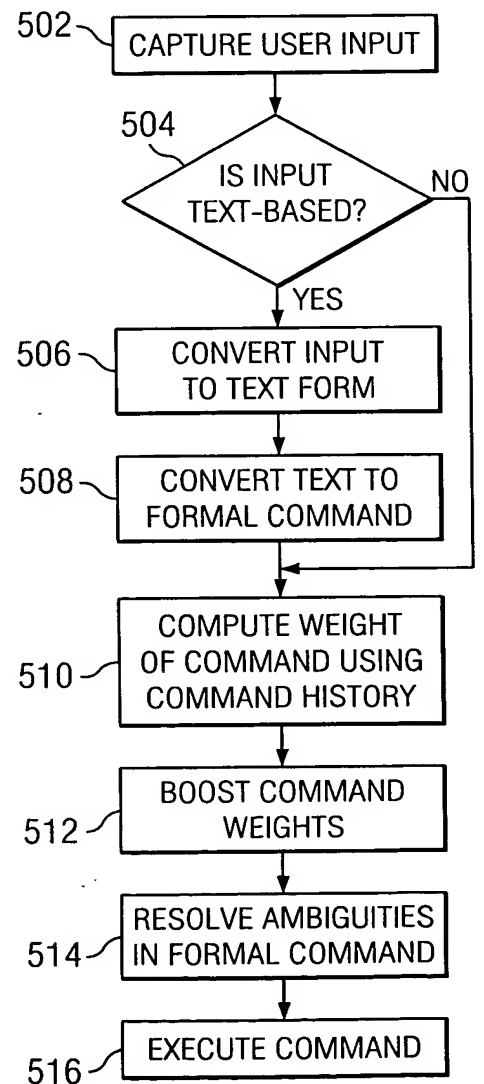 502
CAPTURE USER INPUT
504
IS INPUT
TEXT-BASED?
NO
YES
506
CONVERT INPUT
TO TEXT FORM
508
CONVERT TEXT TO
FORMAL COMMAND
510
COMPUTE WEIGHT
OF COMMAND USING
COMMAND HISTORY
512
BOOST COMMAND
WEIGHTS
514
RESOLVE AMBIGUITIES
IN FORMAL COMMAND
516
EXECUTE COMMAND